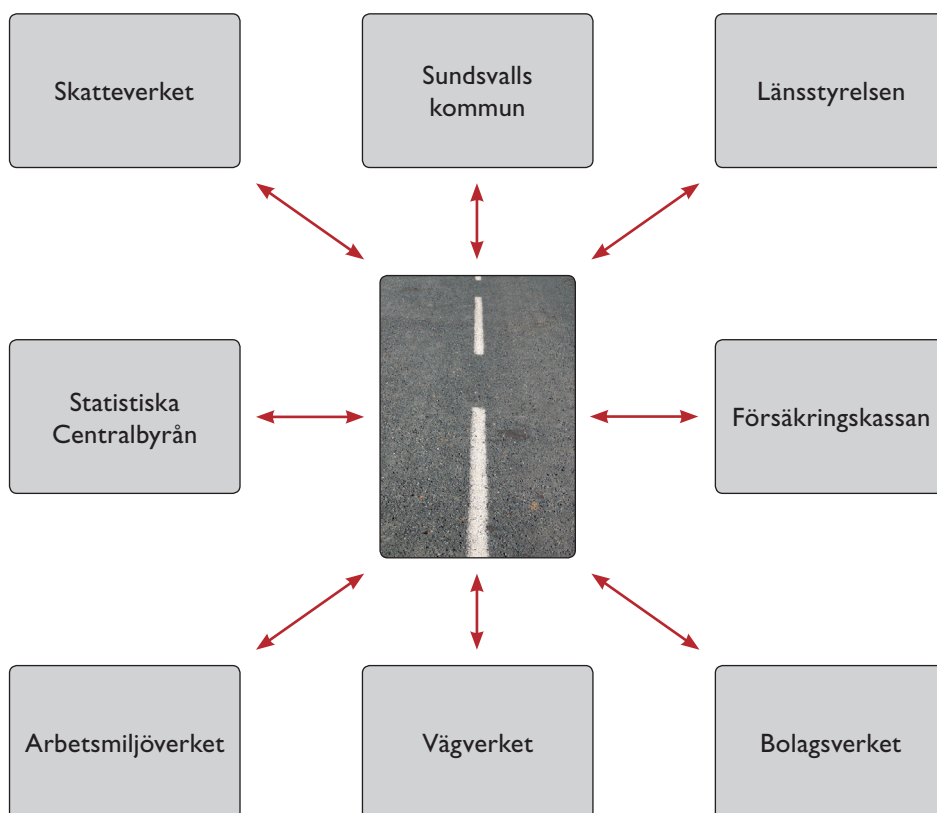 Skatteverket
Sundsvalls
kommun
Länsstyrelsen
Statistiska
Centralbyrån
Försäkringskassan
Arbetsmiljöverket
Vägverket
Bolagsverket